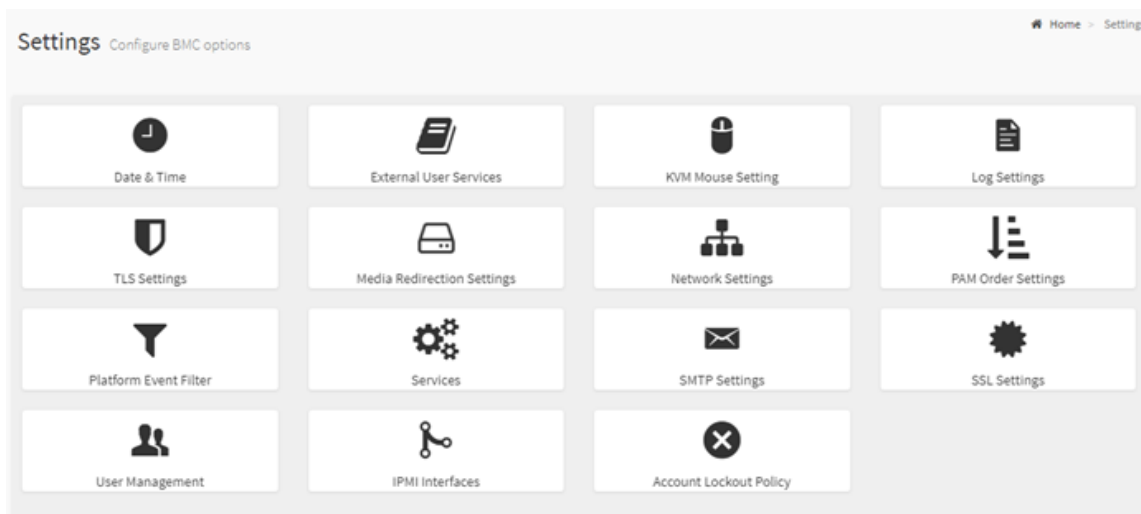 Settings Configure BMC options
Home > Setting
Date & Time
External User Services
KVM Mouse Setting
Log Settings
TLS Settings
Media Redirection Settings
Network Settings
PAM Order Settings
Platform Event Filter
Services
SMTP Settings
SSL Settings
User Management
IPMI Interfaces
Account Lockout Policy